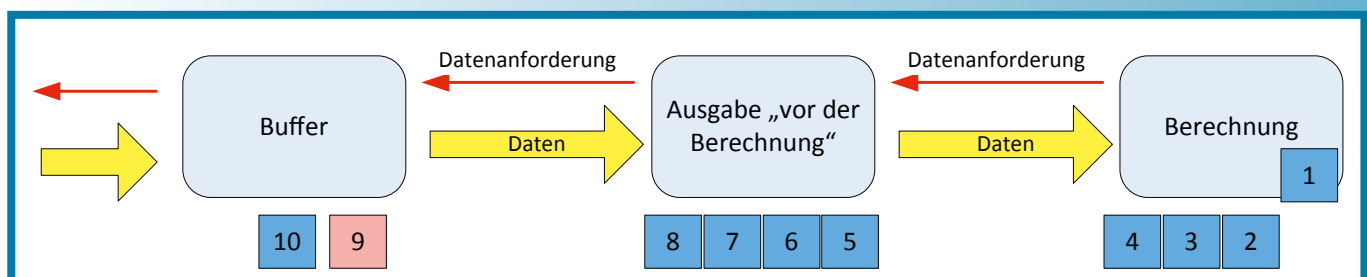 Datenanforderung
Datenanforderung
Buffer
Ausgabe „vor der
Berechnung“
Berechnung
Daten
Daten
1
10
9
8
7
6
5
4
3
2